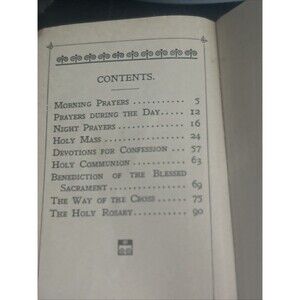 CONTENTS.
MORNING PRAYERS . . . . . . . . . . . 5
PRAYERS DURING THE DAY . . . . . 12
NIGHT PRAYERS . . . . . . . . . . . . 16
HOLY MASS . . . . . . . . . . . . . . . 24
DEVOTIONS FOR CONFESSION . . . . 57
HOLY COMMUNION . . . . . . . . . . 63
BENEDICTION OF THE BLESSED
SACRAMENT . . . . . . . . . . . . . 69
THE WAY OF THE CROSS . . . . . . 75
THE HOLY ROSARY . . . . . . . . . . 90